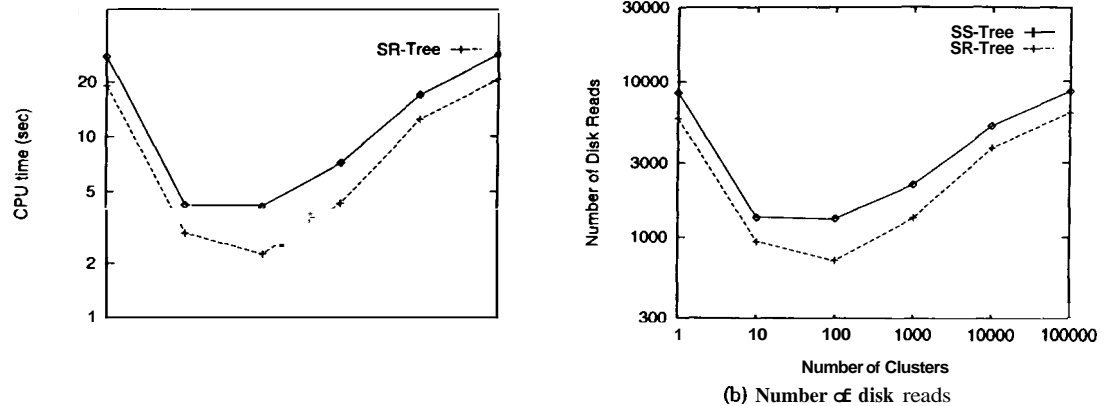 CPU time (sec)
20
10
5
2
1
SR-Tree
Number of Disk Reads
30000
10000
3000
1000
300
SS-Tree
SR-Tree
1 10 100 1000 10000 100000
Number of Clusters
(b) Number of disk reads